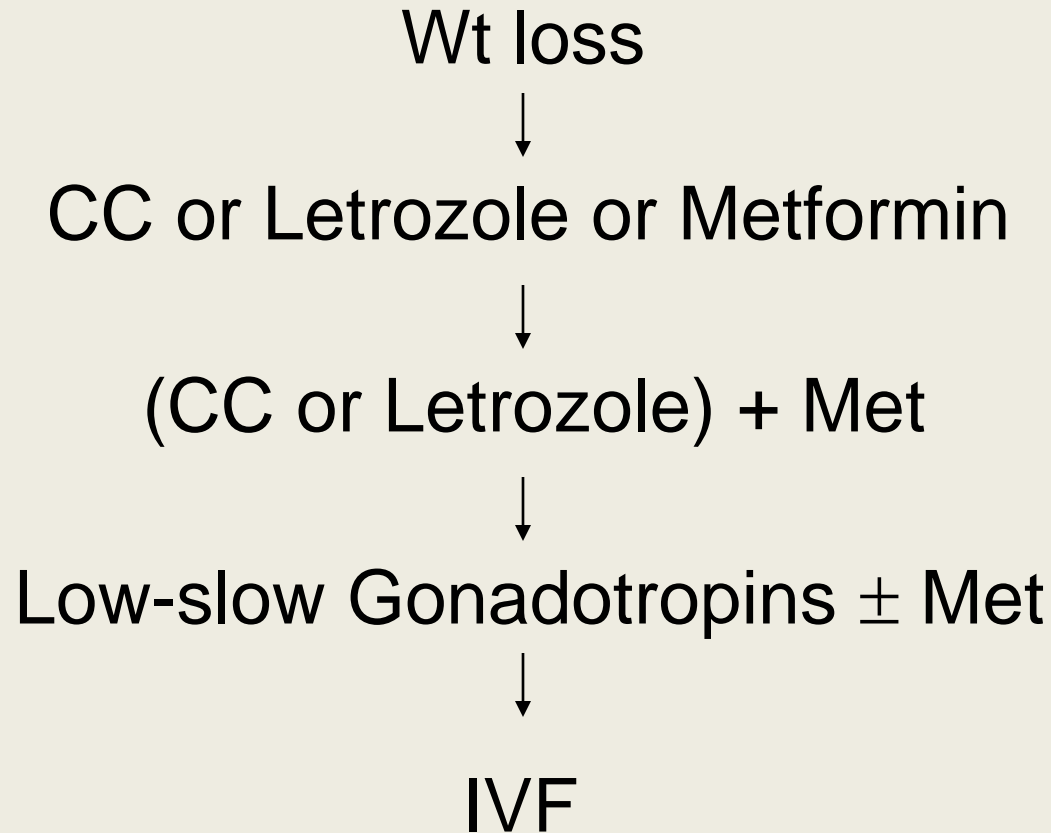 Wt loss
CC or Letrozole or Metformin
(CC or Letrozole) + Met
Low-slow Gonadotropins ± Met
IVF